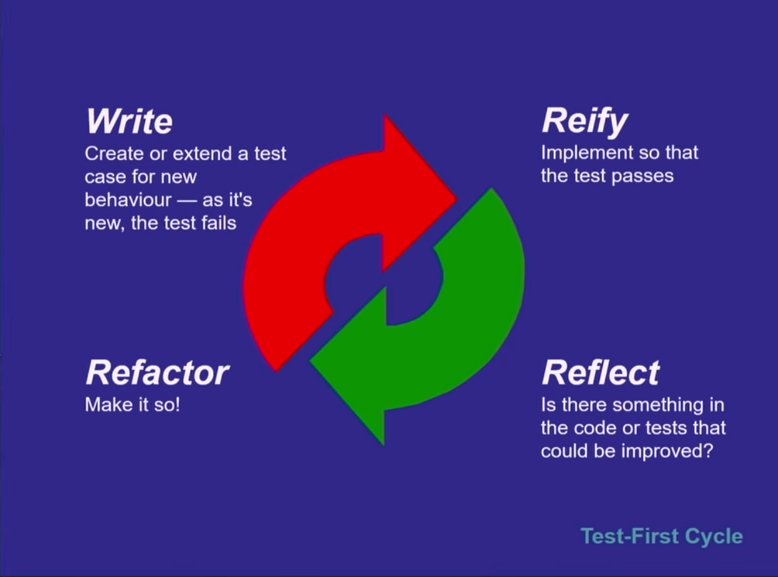 Write
Create or extend a test
case for new
behaviour — as it's
new, the test fails
Reify
Implement so that
the test passes
Refactor
Make it so!
Reflect
Is there something in
the code or tests that
could be improved?
Test-First Cycle